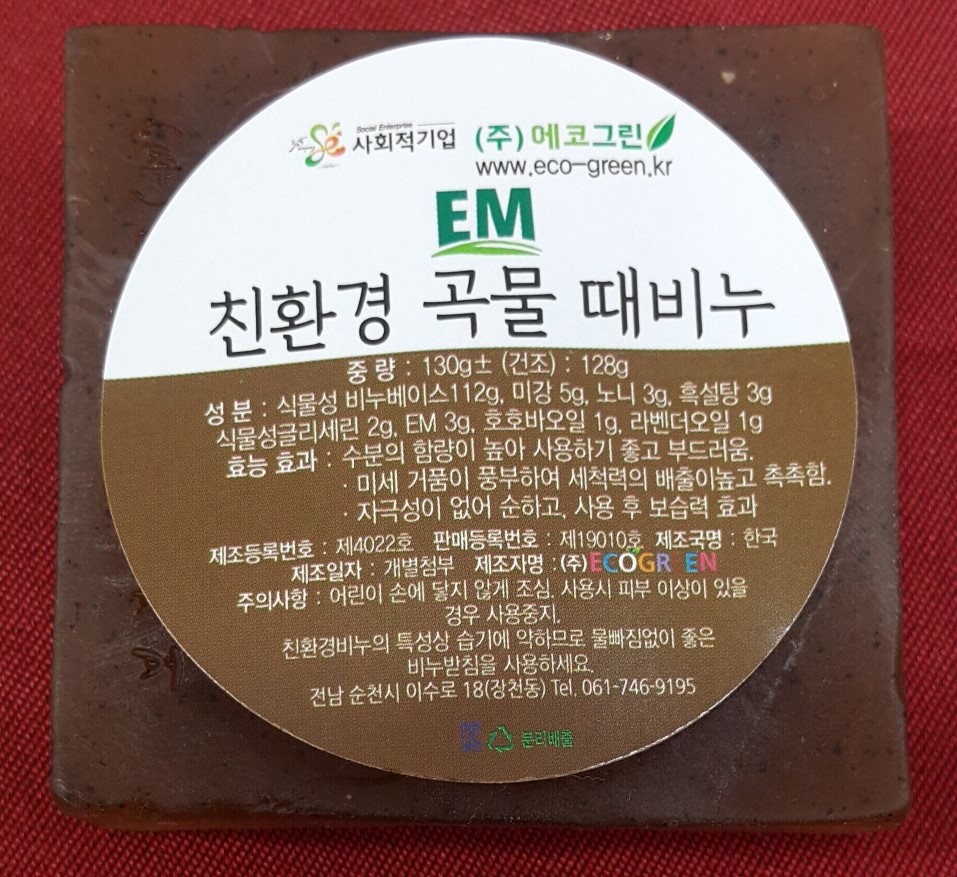 Social Enterprise
사회적기업 (주)에코그린
www.eco-green.kr
EM
친환경 곡물 때비누
중 량 : 130g± (건조) : 128g
성 분 : 식물성 비누베이스112g, 미강 5g, 노니 3g, 흑설탕 3g
식물성글리세린 2g, EM 3g, 호호바오일 1g, 라벤더오일 1g
효능 효과 : 수분의 함량이 높아 사용하기 좋고 부드러움.
· 미세 거품이 풍부하여 세척력의 배출이높고 촉촉함.
· 자극성이 없어 순하고, 사용 후 보습력 효과
제조등록번호 : 제4022호 판매등록번호 : 제19010호 제조국명 : 한국
제조일자 : 개별첨부 제조자명 : (주)ECOGREEN
주의사항 : 어린이 손에 닿지 않게 조심. 사용시 피부 이상이 있을
경우 사용중지.
친환경비누의 특성상 습기에 약하므로 물빠짐없이 좋은
비누받침을 사용하세요.
전남 순천시 이수로 18(장천동) Tel. 061-746-9195
분리배출